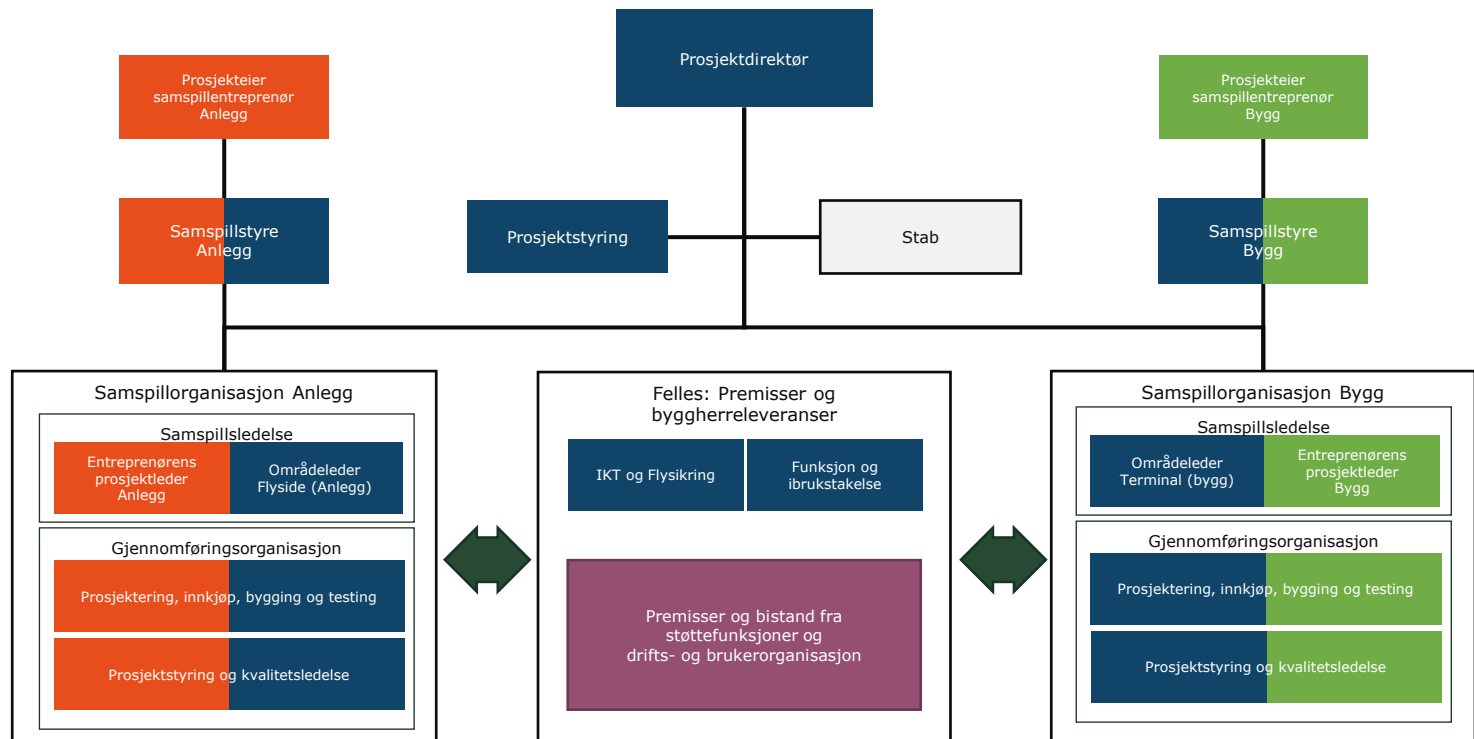 Prosjektdirektør
Prosjekteier
samspillentreprenør
Anlegg
Prosjekteier
samspillentreprenør
Bygg
Samspillstyre
Anlegg
Prosjektstyring
Stab
Samspillstyre
Bygg
Samspillorganisasjon Anlegg
Samspillsledelse
Entreprenørens
prosjektleder
Anlegg
Områdeleder
Flyside (Anlegg)
Gjennomføringsorganisasjon
Prosjektering, innkjøp, bygging og testing
Prosjektstyring og kvalitetsledelse
Felles: Premisser og
byggherreleveranser
IKT og Flysikring
Funksjon og
ibrukstakelse
Premisser og bistand fra
støttefunksjoner og
drifts- og brukerorganisasjon
Samspillorganisasjon Bygg
Samspillsledelse
Områdeleder
Terminal (bygg)
Entreprenørens
prosjektleder
Bygg
Gjennomføringsorganisasjon
Prosjektering, innkjøp, bygging og testing
Prosjektstyring og kvalitetsledelse